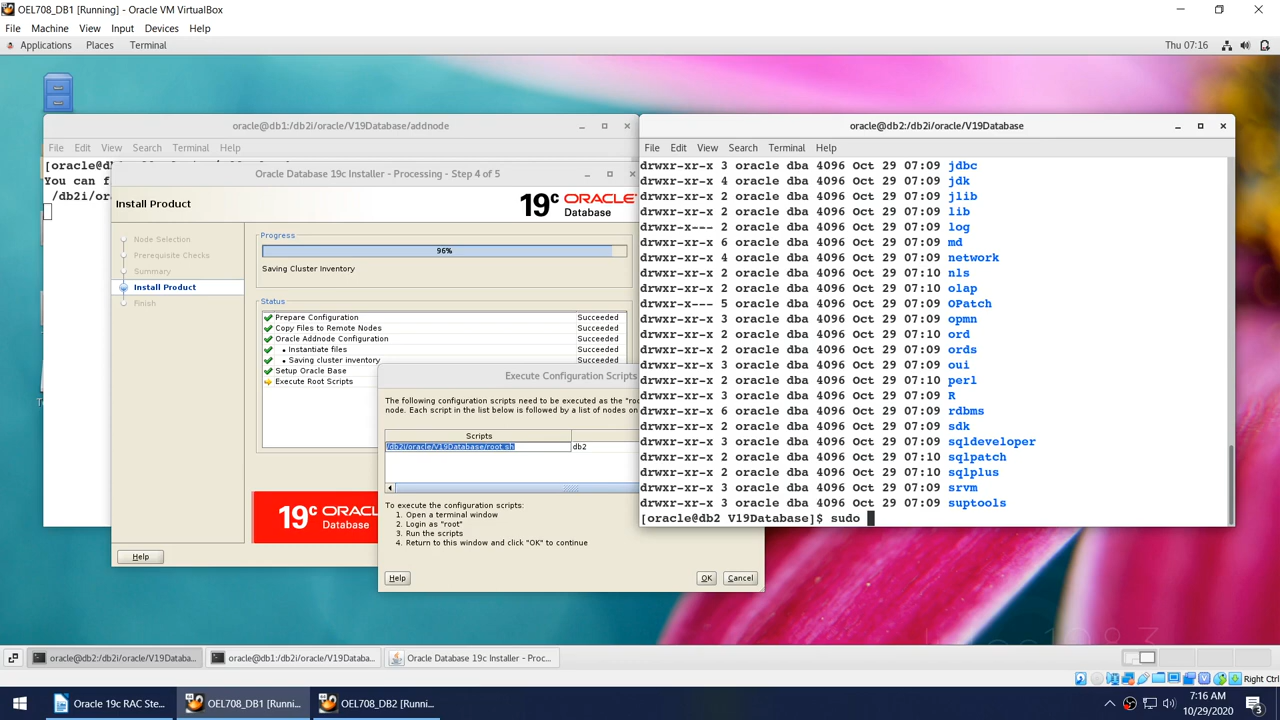 OEL708_DB1 [Running] - Oracle VM VirtualBox
File Machine View Input Devices Help
Applications Places Terminal Thu 07:16
oracle@db1:/db2i/oracle/V19Database/addnode
File Edit View Search Terminal Help
[oracle@d
You can f
/db2i/or
Oracle Database 19c Installer - Processing - Step 4 of 5
Install Product
19c ORACLE
Database
Node Selection
Prerequisite Checks
Summary
Install Product
Finish
Progress
96%
Saving Cluster Inventory
Status
Prepare Configuration Succeeded
Copy Files to Remote Nodes Succeeded
Oracle Addnode Configuration Succeeded
• Instantiate files Succeeded
• Saving cluster inventory Succeeded
Setup Oracle Base Succeeded
Execute Root Scripts
19c ORAC
Database
Help
Execute Configuration Scripts
The following configuration scripts need to be executed as the "ro
node. Each script in the list below is followed by a list of nodes on
Scripts
/db2i/oracle/V19Database/root.sh db2
To execute the configuration scripts:
1. Open a terminal window
2. Login as "root"
3. Run the scripts
4. Return to this window and click "OK" to continue
Help OK Cancel
oracle@db2:/db2i/oracle/V19Database
File Edit View Search Terminal Help
drwxr-xr-x 3 oracle dba 4096 Oct 29 07:09 jdbc
drwxr-xr-x 4 oracle dba 4096 Oct 29 07:09 jdk
drwxr-xr-x 2 oracle dba 4096 Oct 29 07:09 jlib
drwxr-xr-x 2 oracle dba 4096 Oct 29 07:09 lib
drwxr-x--- 2 oracle dba 4096 Oct 29 07:09 log
drwxr-xr-x 6 oracle dba 4096 Oct 29 07:09 md
drwxr-xr-x 4 oracle dba 4096 Oct 29 07:09 network
drwxr-xr-x 2 oracle dba 4096 Oct 29 07:10 nls
drwxr-xr-x 2 oracle dba 4096 Oct 29 07:10 olap
drwxr-x--- 5 oracle dba 4096 Oct 29 07:09 OPatch
drwxr-xr-x 3 oracle dba 4096 Oct 29 07:09 opmn
drwxr-xr-x 2 oracle dba 4096 Oct 29 07:10 ord
drwxr-xr-x 2 oracle dba 4096 Oct 29 07:09 ords
drwxr-xr-x 3 oracle dba 4096 Oct 29 07:09 oui
drwxr-xr-x 2 oracle dba 4096 Oct 29 07:10 perl
drwxr-xr-x 2 oracle dba 4096 Oct 29 07:09 R
drwxr-xr-x 6 oracle dba 4096 Oct 29 07:09 rdbms
drwxr-xr-x 2 oracle dba 4096 Oct 29 07:09 sdk
drwxr-xr-x 3 oracle dba 4096 Oct 29 07:09 sqldeveloper
drwxr-xr-x 2 oracle dba 4096 Oct 29 07:10 sqlpatch
drwxr-xr-x 2 oracle dba 4096 Oct 29 07:10 sqlplus
drwxr-xr-x 3 oracle dba 4096 Oct 29 07:09 srvm
drwxr-xr-x 3 oracle dba 4096 Oct 29 07:09 suptools
[oracle@db2 V19Database]$ sudo
oracle@db2:/db2i/oracle/V19Databa... oracle@db1:/db2i/oracle/V19Databa... Oracle Database 19c Installer - Proc...
Right Ctrl
Oracle 19c RAC Ste... OEL708_DB1 [Runni... OEL708_DB2 [Runni...
7:16 AM
10/29/2020
3